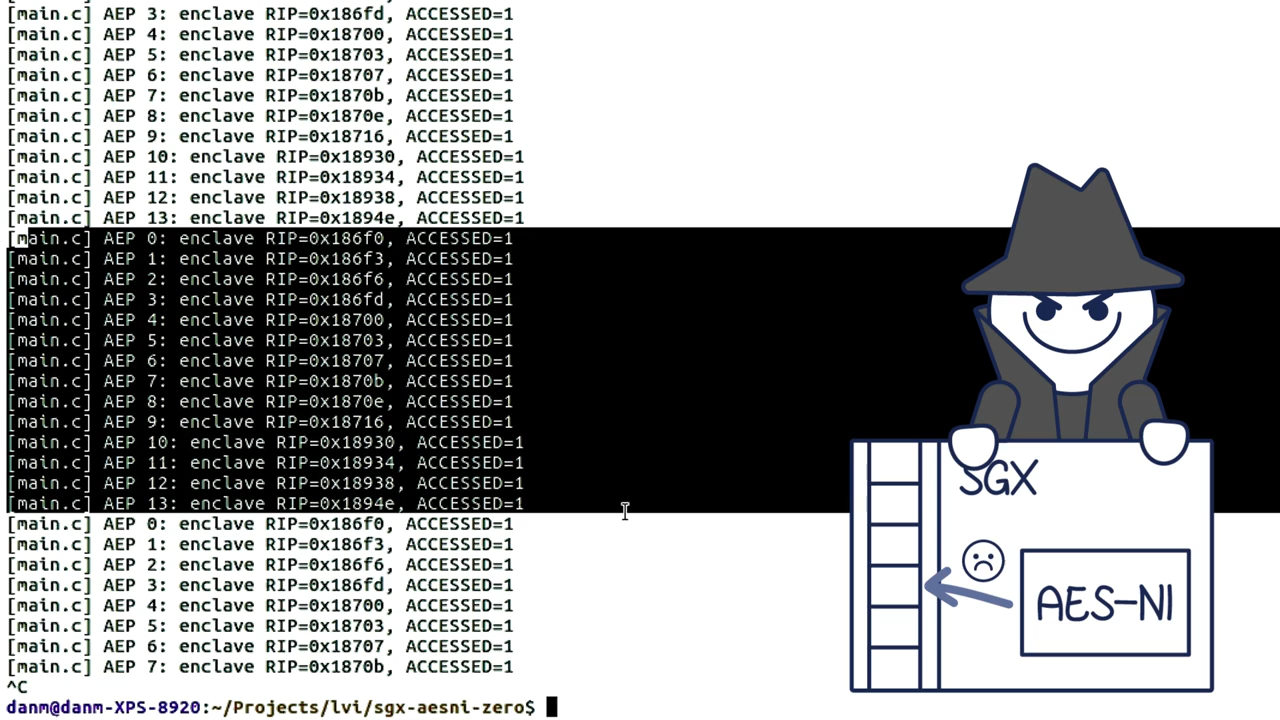 [main.c] AEP 3: enclave RIP=0x186fd, ACCESSED=1
[main.c] AEP 4: enclave RIP=0x18700, ACCESSED=1
[main.c] AEP 5: enclave RIP=0x18703, ACCESSED=1
[main.c] AEP 6: enclave RIP=0x18707, ACCESSED=1
[main.c] AEP 7: enclave RIP=0x1870b, ACCESSED=1
[main.c] AEP 8: enclave RIP=0x1870e, ACCESSED=1
[main.c] AEP 9: enclave RIP=0x18716, ACCESSED=1
[main.c] AEP 10: enclave RIP=0x18930, ACCESSED=1
[main.c] AEP 11: enclave RIP=0x18934, ACCESSED=1
[main.c] AEP 12: enclave RIP=0x18938, ACCESSED=1
[main.c] AEP 13: enclave RIP=0x1894e, ACCESSED=1
[main.c] AEP 0: enclave RIP=0x186f0, ACCESSED=1
[main.c] AEP 1: enclave RIP=0x186f3, ACCESSED=1
[main.c] AEP 2: enclave RIP=0x186f6, ACCESSED=1
[main.c] AEP 3: enclave RIP=0x186fd, ACCESSED=1
[main.c] AEP 4: enclave RIP=0x18700, ACCESSED=1
[main.c] AEP 5: enclave RIP=0x18703, ACCESSED=1
[main.c] AEP 6: enclave RIP=0x18707, ACCESSED=1
[main.c] AEP 7: enclave RIP=0x1870b, ACCESSED=1
[main.c] AEP 8: enclave RIP=0x1870e, ACCESSED=1
[main.c] AEP 9: enclave RIP=0x18716, ACCESSED=1
[main.c] AEP 10: enclave RIP=0x18930, ACCESSED=1
[main.c] AEP 11: enclave RIP=0x18934, ACCESSED=1
[main.c] AEP 12: enclave RIP=0x18938, ACCESSED=1
[main.c] AEP 13: enclave RIP=0x1894e, ACCESSED=1
[main.c] AEP 0: enclave RIP=0x186f0, ACCESSED=1
[main.c] AEP 1: enclave RIP=0x186f3, ACCESSED=1
[main.c] AEP 2: enclave RIP=0x186f6, ACCESSED=1
[main.c] AEP 3: enclave RIP=0x186fd, ACCESSED=1
[main.c] AEP 4: enclave RIP=0x18700, ACCESSED=1
[main.c] AEP 5: enclave RIP=0x18703, ACCESSED=1
[main.c] AEP 6: enclave RIP=0x18707, ACCESSED=1
[main.c] AEP 7: enclave RIP=0x1870b, ACCESSED=1
^C
danm@danm-XPS-8920:~/Projects/lvi/sgx-aesni-zero$
SGX
AES-NI